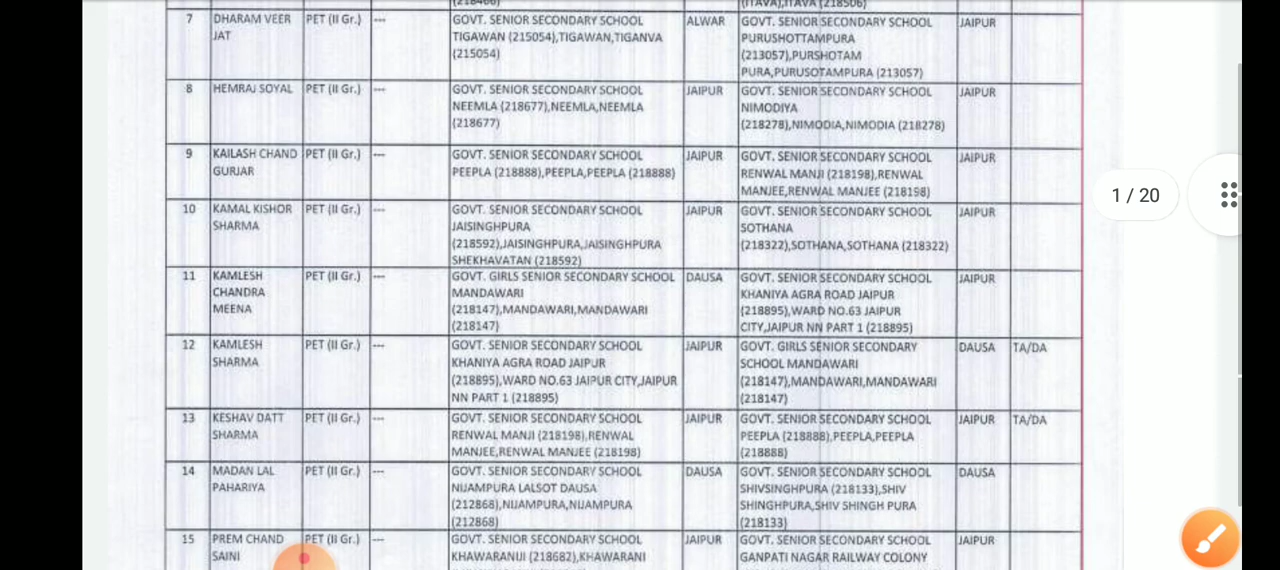 (218466)
(ITAVA),ITAVA (218506)
7 DHARAM VEER PET (II Gr.) --- GOVT. SENIOR SECONDARY SCHOOL ALWAR GOVT. SENIOR SECONDARY SCHOOL JAIPUR
JAT TIGAWAN (215054),TIGAWAN,TIGANVA PURUSHOTTAMPURA
(215054) (213057),PURSHOTAM
PURA,PURUSOTAMPURA (213057)
8 HEMRAJ SOYAL PET (II Gr.) --- GOVT. SENIOR SECONDARY SCHOOL JAIPUR GOVT. SENIOR SECONDARY SCHOOL JAIPUR
NEEMLA (218677),NEEMLA,NEEMLA NIMODIYA
(218677) (218278),NIMODIA,NIMODIA (218278)
9 KAILASH CHAND PET (II Gr.) --- GOVT. SENIOR SECONDARY SCHOOL JAIPUR GOVT. SENIOR SECONDARY SCHOOL JAIPUR
GURJAR PEEPLA (218888),PEEPLA,PEEPLA (218888) RENWAL MANJI (218198),RENWAL
MANJEE,RENWAL MANJEE (218198)
1 / 20
10 KAMAL KISHOR PET (II Gr.) --- GOVT. SENIOR SECONDARY SCHOOL JAIPUR GOVT. SENIOR SECONDARY SCHOOL JAIPUR
SHARMA JAISINGHPURA SOTHANA
(218592),JAISINGHPURA,JAISINGHPURA (218322),SOTHANA,SOTHANA (218322)
SHEKHAVATAN (218592)
11 KAMLESH PET (II Gr.) --- GOVT. GIRLS SENIOR SECONDARY SCHOOL DAUSA GOVT. SENIOR SECONDARY SCHOOL JAIPUR
CHANDRA MANDAWARI KHANIYA AGRA ROAD JAIPUR
MEENA (218147),MANDAWARI,MANDAWARI (218895),WARD NO.63 JAIPUR
(218147) CITY,JAIPUR NN PART 1 (218895)
12 KAMLESH PET (II Gr.) --- GOVT. SENIOR SECONDARY SCHOOL JAIPUR GOVT. GIRLS SENIOR SECONDARY DAUSA TA/DA
SHARMA KHANIYA AGRA ROAD JAIPUR SCHOOL MANDAWARI
(218895),WARD NO.63 JAIPUR CITY,JAIPUR (218147),MANDAWARI,MANDAWARI
NN PART 1 (218895) (218147)
13 KESHAV DATT PET (II Gr.) --- GOVT. SENIOR SECONDARY SCHOOL JAIPUR GOVT. SENIOR SECONDARY SCHOOL JAIPUR TA/DA
SHARMA RENWAL MANJI (218198),RENWAL PEEPLA (218888),PEEPLA,PEEPLA
MANJEE,RENWAL MANJEE (218198) (218888)
14 MADAN LAL PET (II Gr.) --- GOVT. SENIOR SECONDARY SCHOOL DAUSA GOVT. SENIOR SECONDARY SCHOOL DAUSA
PAHARIYA NIJAMPURA LALSOT DAUSA SHIVSINGHPURA (218133),SHIV
(212868),NIJAMPURA,NIJAMPURA SHINGHPURA,SHIV SHINGH PURA
(212868) (218133)
15 PREM CHAND PET (II Gr.) --- GOVT. SENIOR SECONDARY SCHOOL JAIPUR GOVT. SENIOR SECONDARY SCHOOL JAIPUR
SAINI KHAWARANIJI (218682),KHAWARANI GANPATI NAGAR RAILWAY COLONY